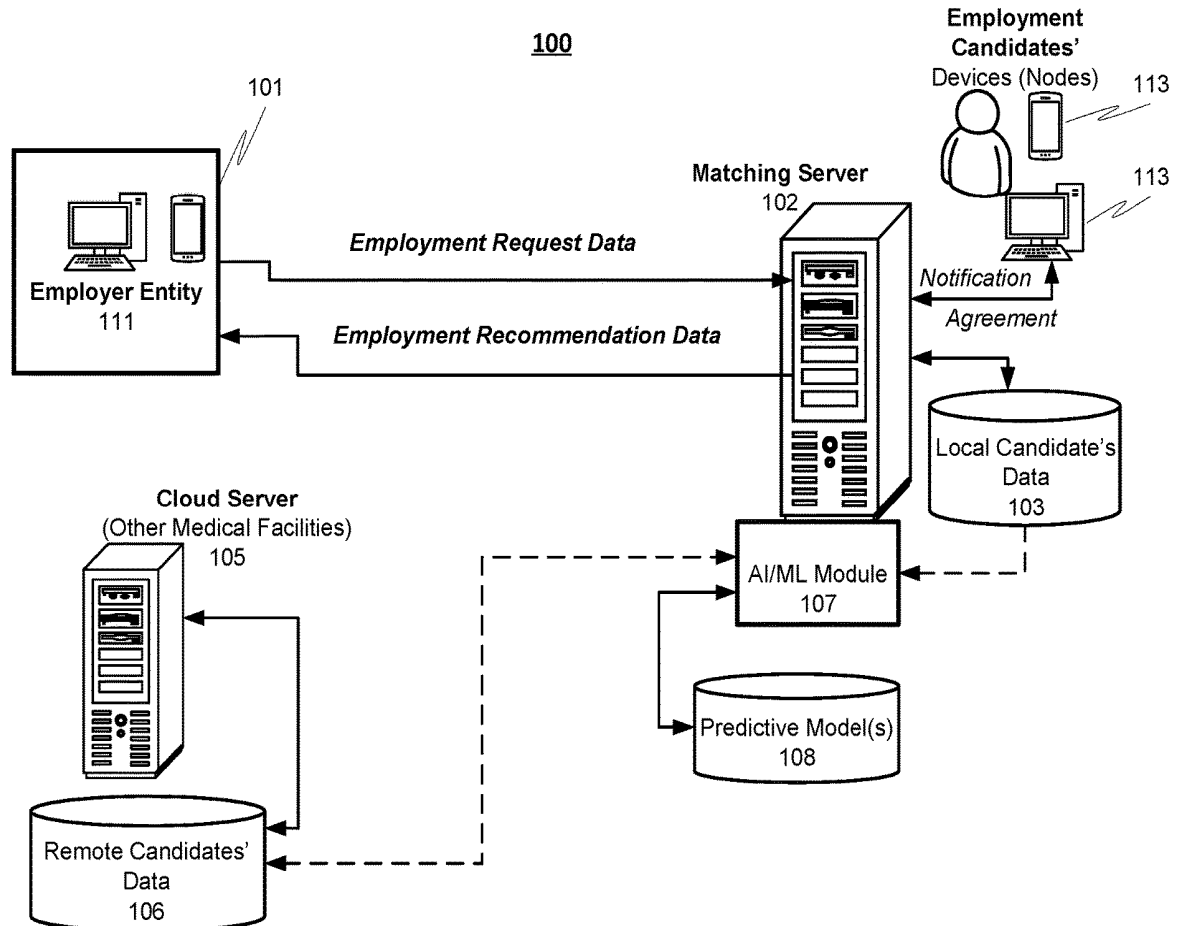 100
Employment
Candidates'
Devices (Nodes)
113
113
101
Matching Server
102
Employment Request Data
Employer Entity
111
Employment Recommendation Data
Notification
Agreement
Local Candidate's
Data
103
Cloud Server
(Other Medical Facilities)
105
AI/ML Module
107
Predictive Model(s)
108
Remote Candidates'
Data
106